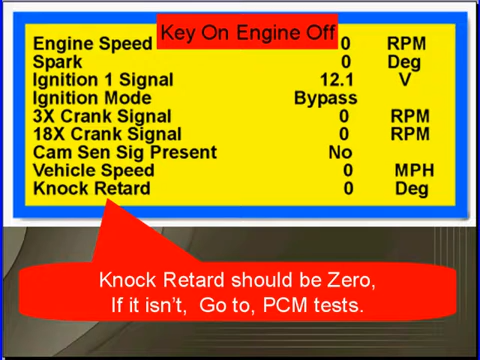 Key On Engine Off
Engine Speed 0 RPM
Spark 0 Deg
Ignition 1 Signal 12.1 V
Ignition Mode Bypass
3X Crank Signal 0 RPM
18X Crank Signal 0 RPM
Cam Sen Sig Present No
Vehicle Speed 0 MPH
Knock Retard 0 Deg
Knock Retard should be Zero,
If it isn't, Go to, PCM tests.